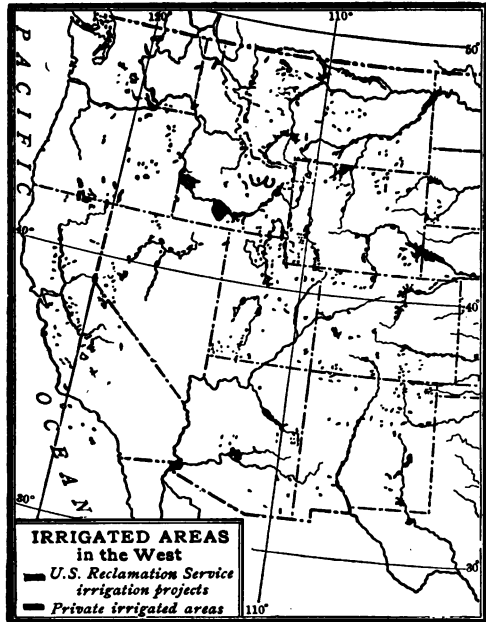 120°
110°
50°
PACIFIC
40°
40°
OCEAN
30°
30°
110°
IRRIGATED AREAS
in the West
U.S. Reclamation Service
irrigation projects
Private irrigated areas